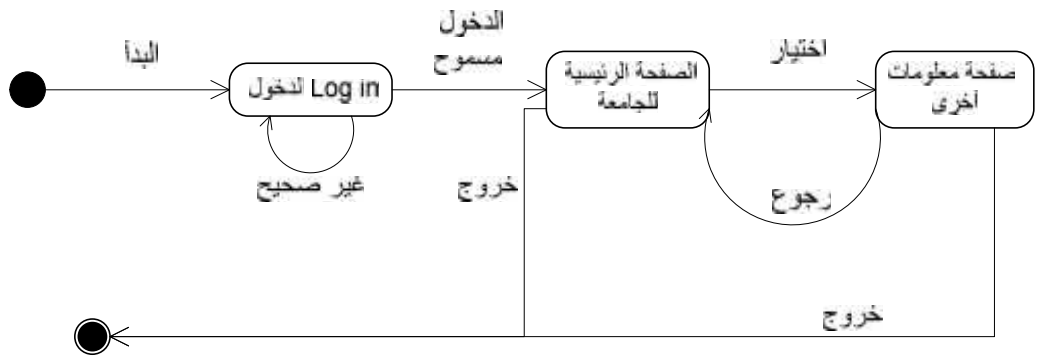 البدأ
Log in لدخول
غير صحيح
الدخول
مسموح
الصفحة الرئيسية
للجامعة
اختيار
صفحة معلومات
أخرى
رجوع
خروج
خروج